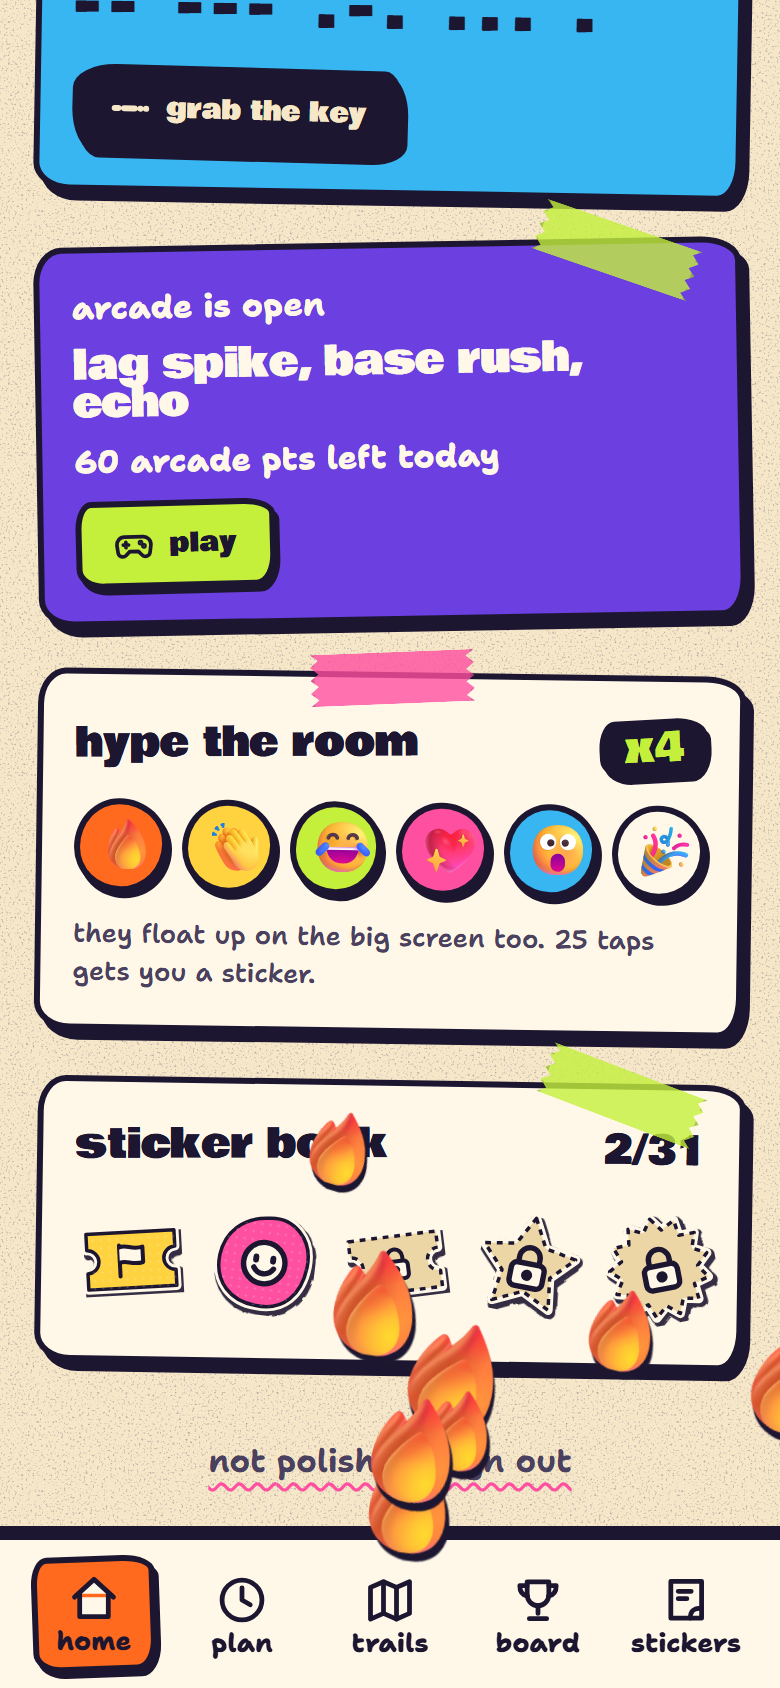 grab the key
arcade is open
lag spike, base rush,
echo
60 arcade pts left today
play
hype the room
x4
they float up on the big screen too. 25 taps
gets you a sticker.
sticker book
2/31
not out
home
plan
trails
board
stickers